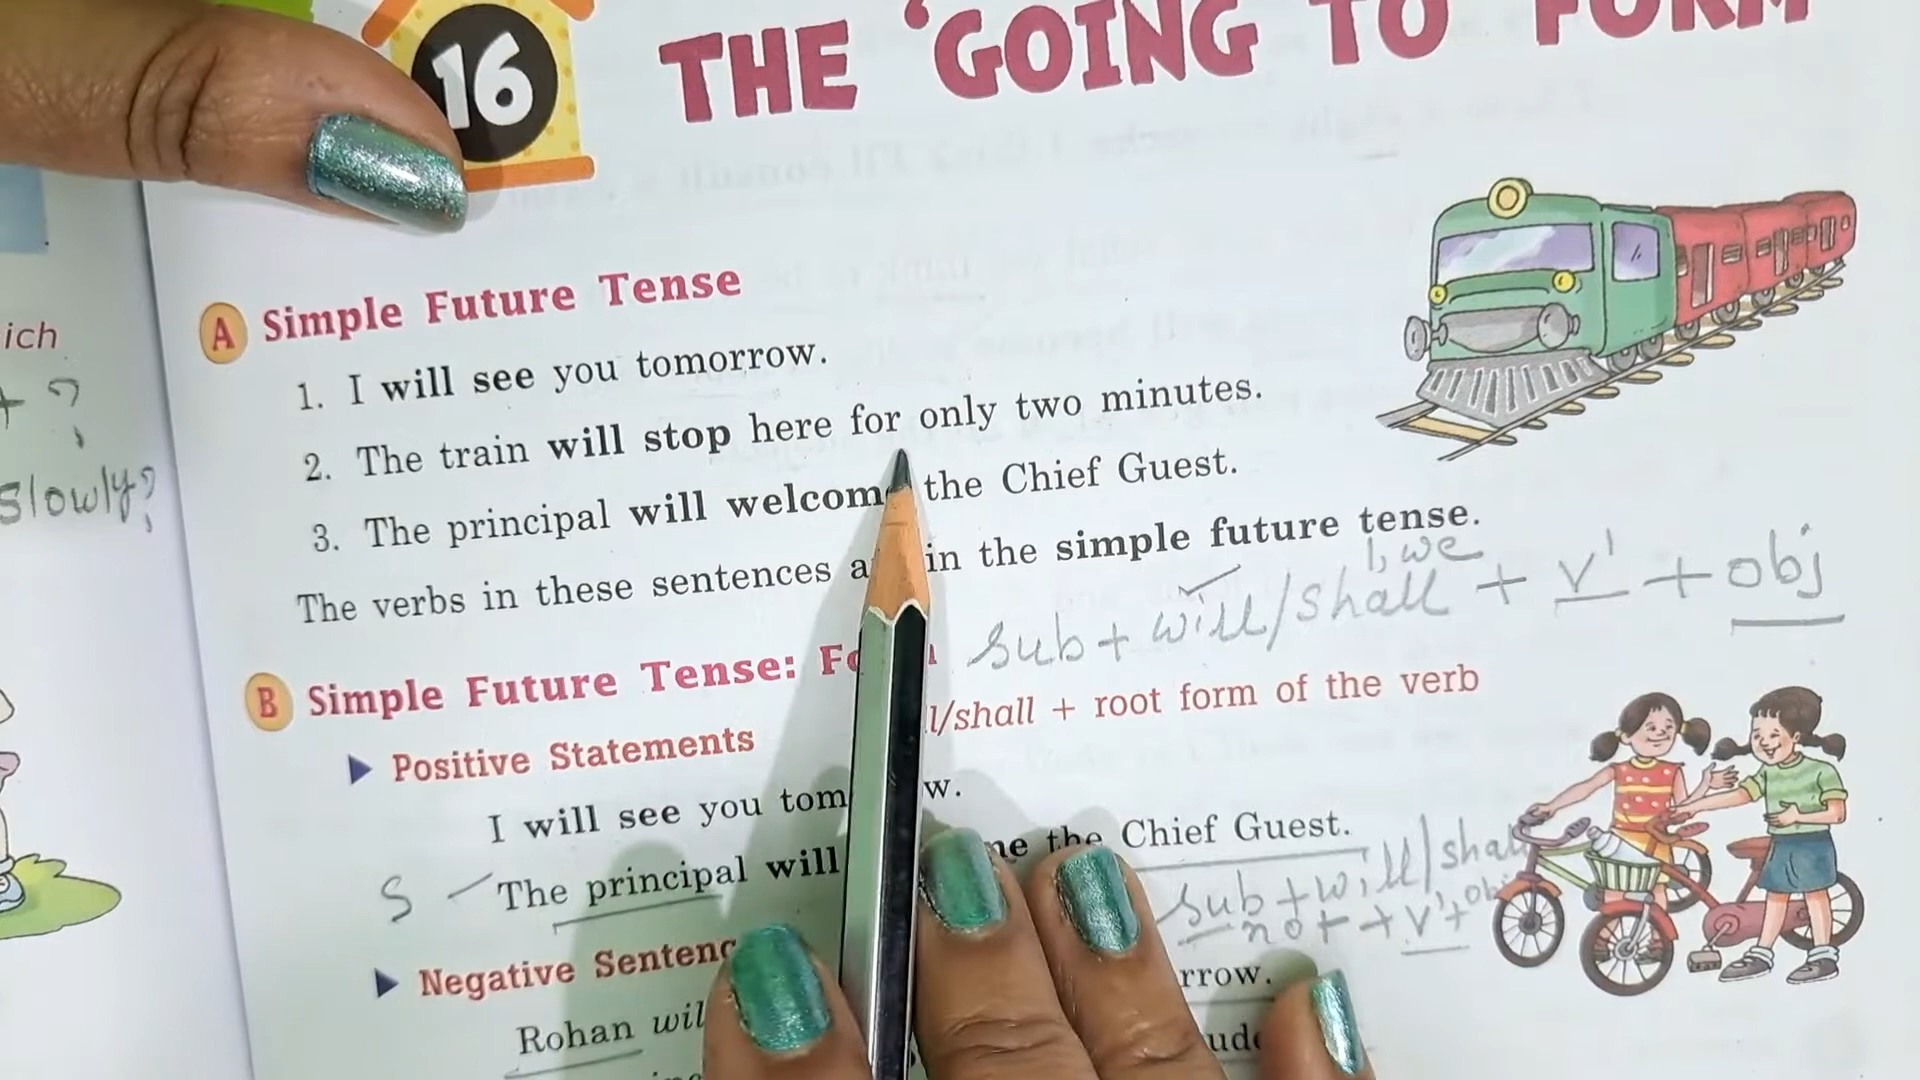 16
THE 'GOING TO' FORM
A Simple Future Tense
1. I will see you tomorrow.
2. The train will stop here for only two minutes.
3. The principal will welcome the Chief Guest.
The verbs in these sentences a in the simple future tense.
I, we
sub + will/shall + v¹ + obj
B Simple Future Tense:
l/shall + root form of the verb
Positive Statements
I will see you tom w.
S The principal will me the Chief Guest.
sub + will/shall
not + v¹ + obj
Negative Sentenc
rrow.
Rohan wil
ude
ich
+ ?
slowly?